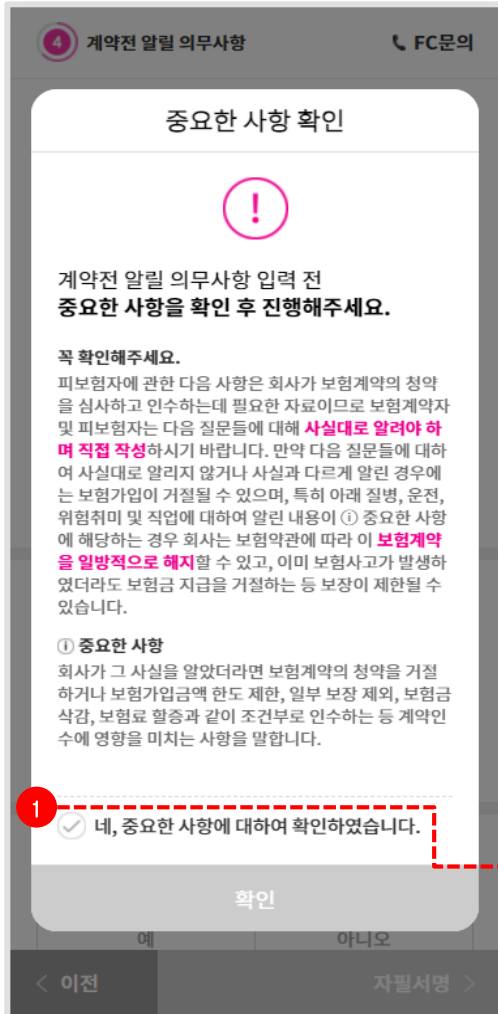 4 계약전 알릴 의무사항 FC문의
중요한 사항 확인
!
계약전 알릴 의무사항 입력 전
중요한 사항을 확인 후 진행해주세요.
꼭 확인해주세요.
피보험자에 관한 다음 사항은 회사가 보험계약의 청약
을 심사하고 인수하는데 필요한 자료이므로 보험계약자
및 피보험자는 다음 질문들에 대해 사실대로 알려야 하
며 직접 작성하시기 바랍니다. 만약 다음 질문들에 대하
여 사실대로 알리지 않거나 사실과 다르게 알린 경우에
는 보험가입이 거절될 수 있으며, 특히 아래 질병, 운전,
위험취미 및 직업에 대하여 알린 내용이 ⓘ 중요한 사항
에 해당하는 경우 회사는 보험약관에 따라 이 보험계약
을 일방적으로 해지할 수 있고, 이미 보험사고가 발생하
였더라도 보험금 지급을 거절하는 등 보장이 제한될 수
있습니다.
ⓘ 중요한 사항
회사가 그 사실을 알았더라면 보험계약의 청약을 거절
하거나 보험가입금액 한도 제한, 일부 보장 제외, 보험금
삭감, 보험료 할증과 같이 조건부로 인수하는 등 계약인
수에 영향을 미치는 사항을 말합니다.
1
네, 중요한 사항에 대하여 확인하였습니다.
확인
예 아니오
< 이전 자필서명 >